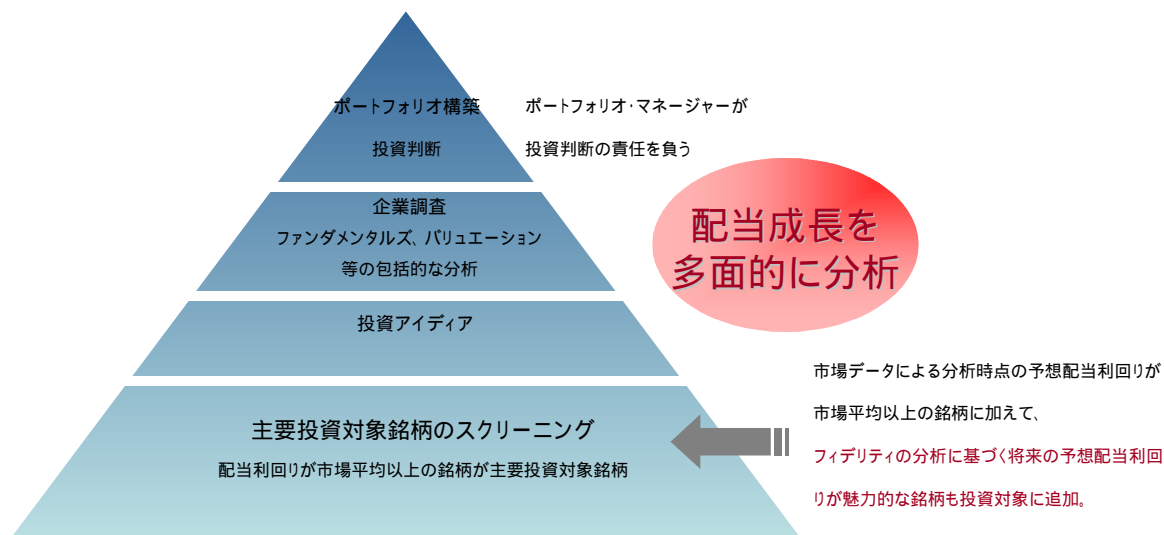 ポートフォリオ構築
投資判断
ポートフォリオ・マネージャーが
投資判断の責任を負う
企業調査
ファンダメンタルズ、バリュエーション
等の包括的な分析
配当成長を
多面的に分析
投資アイディア
主要投資対象銘柄のスクリーニング
配当利回りが市場平均以上の銘柄が主要投資対象銘柄
市場データによる分析時点の予想配当利回りが
市場平均以上の銘柄に加えて、
フィデリティの分析に基づく将来の予想配当利回
りが魅力的な銘柄も投資対象に追加。